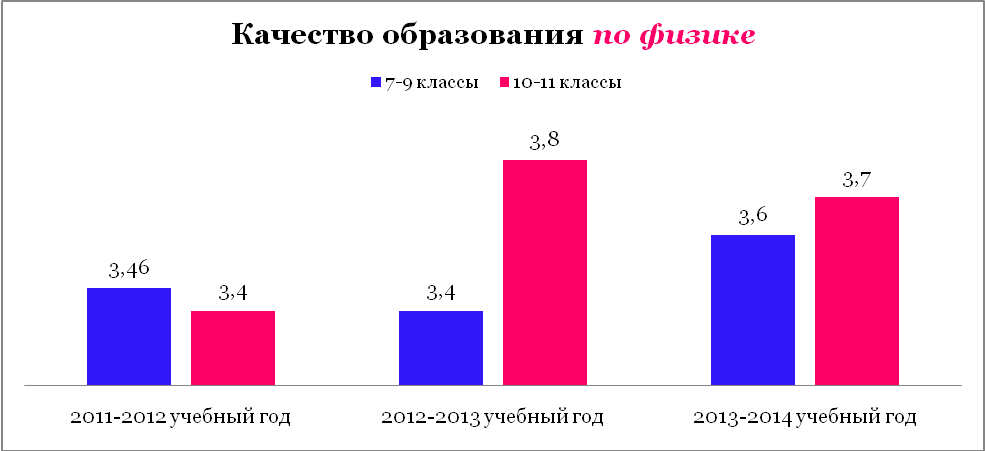 Качество образования по физике
7-9 классы 10-11 классы
3,8
3,7
3,6
3,46
3,4
3,4
2011-2012 учебный год 2012-2013 учебный год 2013-2014 учебный год